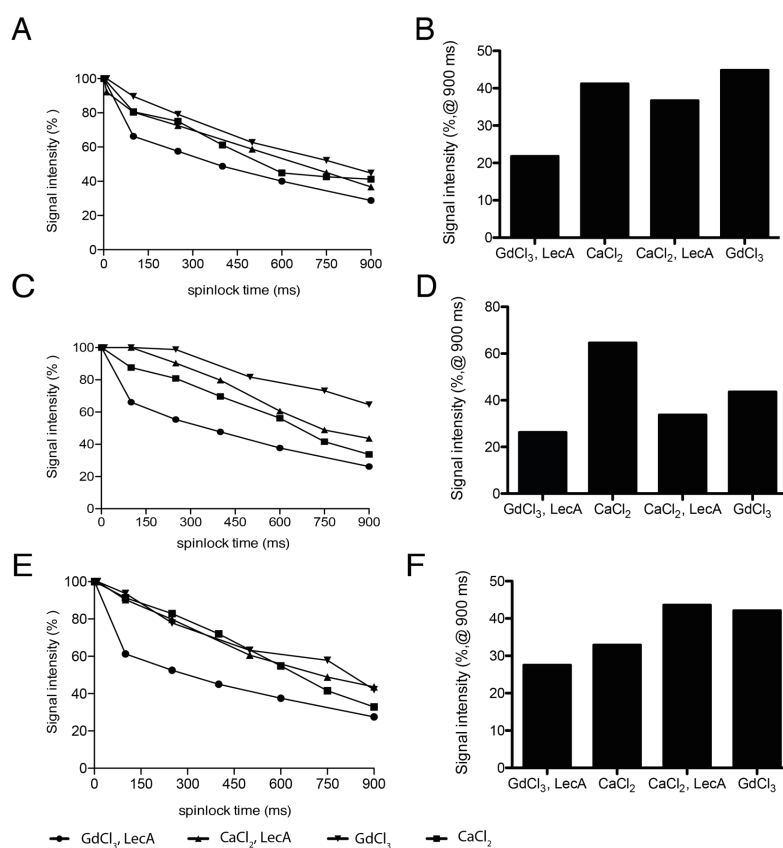 A
B
Signal intensity (% )
100
80
60
40
20
0
0 150 300 450 600 750 900
spinlock time (ms)
Signal intensity (%,@ 900 ms)
50
40
30
20
10
0
GdCl3, LecA CaCl2 CaCl2, LecA GdCl3
C
D
Signal intensity (% )
100
80
60
40
20
0
0 150 300 450 600 750 900
spinlock time (ms)
Signal intensity (%,@ 900 ms)
80
60
40
20
0
GdCl3, LecA CaCl2 CaCl2, LecA GdCl3
E
F
Signal intensity (% )
100
80
60
40
20
0
0 150 300 450 600 750 900
spinlock time (ms)
Signal intensity (%,@ 900 ms)
50
40
30
20
10
0
GdCl3, LecA CaCl2 CaCl2, LecA GdCl3
GdCl3, LecA CaCl2, LecA GdCl3 CaCl2